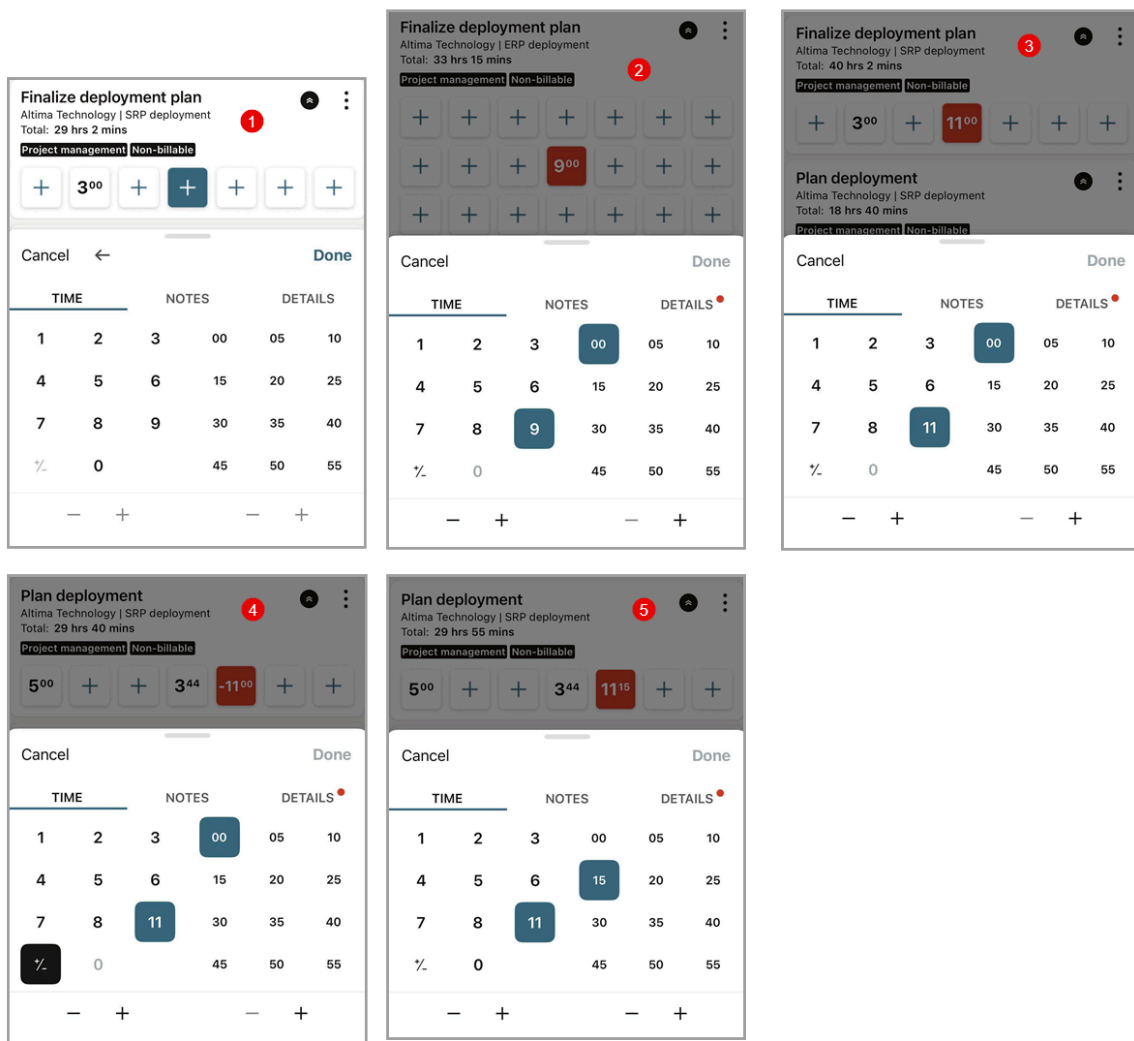 Finalize deployment plan
Altima Technology | SRP deployment
Total: 29 hrs 2 mins
1
Project management Non-billable
+ 3 00 + + + + +
Cancel ← Done
TIME NOTES DETAILS
1 2 3 00 05 10
4 5 6 15 20 25
7 8 9 30 35 40
+/- 0 45 50 55
− + − +
Finalize deployment plan
Altima Technology | ERP deployment
Total: 33 hrs 15 mins
2
Project management Non-billable
+ + + + + + +
+ + + 9 00 + + +
+ + + + + + +
Cancel Done
TIME NOTES DETAILS
1 2 3 00 05 10
4 5 6 15 20 25
7 8 9 30 35 40
+/- 0 45 50 55
− + − +
Finalize deployment plan
Altima Technology | SRP deployment
Total: 40 hrs 2 mins
3
Project management Non-billable
+ 3 00 + 11 00 + + +
Plan deployment
Altima Technology | SRP deployment
Total: 18 hrs 40 mins
Project management Non-billable
Cancel Done
TIME NOTES DETAILS
1 2 3 00 05 10
4 5 6 15 20 25
7 8 11 30 35 40
+/- 0 45 50 55
− + − +
Plan deployment
Altima Technology | SRP deployment
Total: 29 hrs 40 mins
4
Project management Non-billable
5 00 + + 3 44 -11 00 + +
Cancel Done
TIME NOTES DETAILS
1 2 3 00 05 10
4 5 6 15 20 25
7 8 11 30 35 40
+/- 0 45 50 55
− + − +
Plan deployment
Altima Technology | SRP deployment
Total: 29 hrs 55 mins
5
Project management Non-billable
5 00 + + 3 44 11 15 + +
Cancel Done
TIME NOTES DETAILS
1 2 3 00 05 10
4 5 6 15 20 25
7 8 11 30 35 40
+/- 0 45 50 55
− + − +